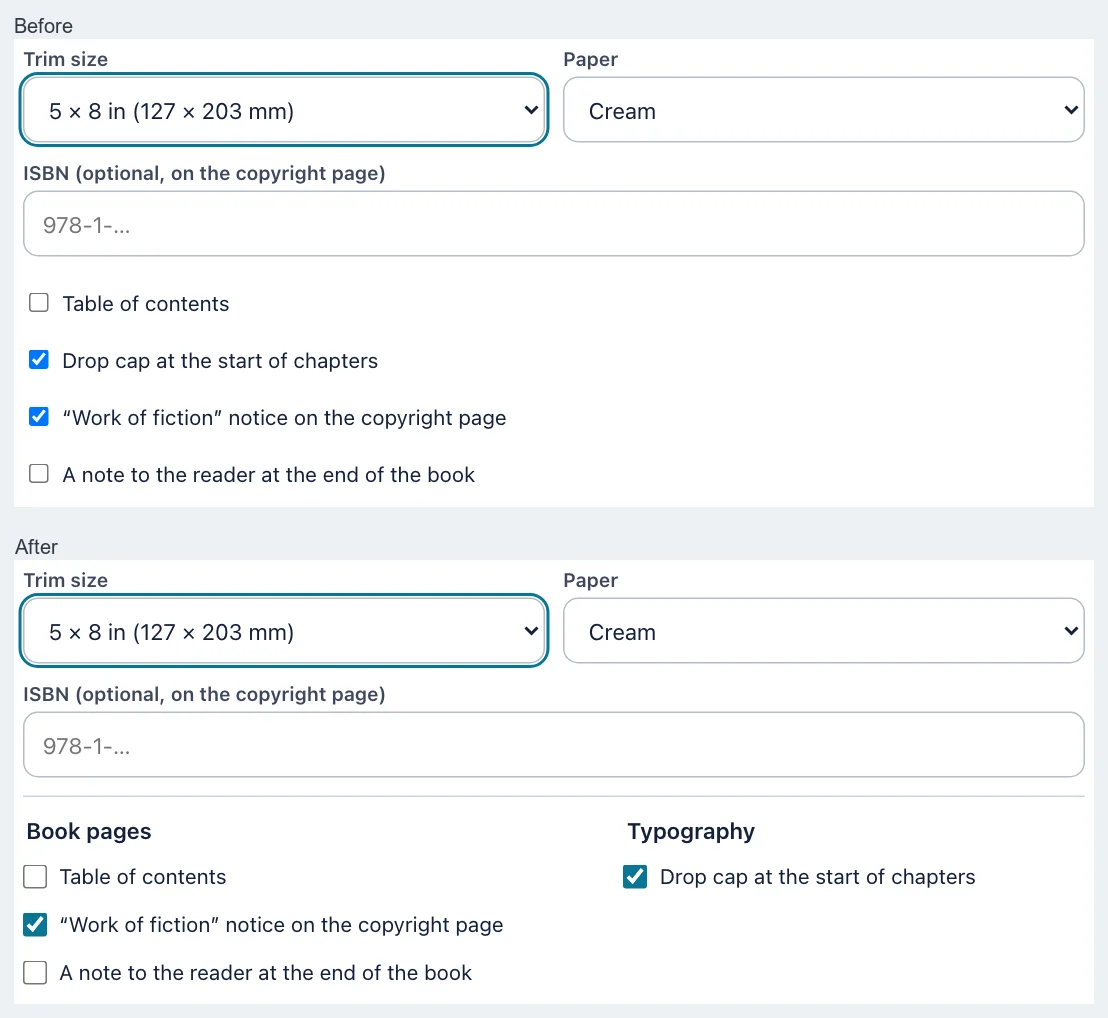 Before
Trim size
Paper
5 × 8 in (127 × 203 mm)
Cream
ISBN (optional, on the copyright page)
978-1-...
Table of contents
Drop cap at the start of chapters
“Work of fiction” notice on the copyright page
A note to the reader at the end of the book
After
Trim size
Paper
5 × 8 in (127 × 203 mm)
Cream
ISBN (optional, on the copyright page)
978-1-...
Book pages
Typography
Table of contents
Drop cap at the start of chapters
“Work of fiction” notice on the copyright page
A note to the reader at the end of the book